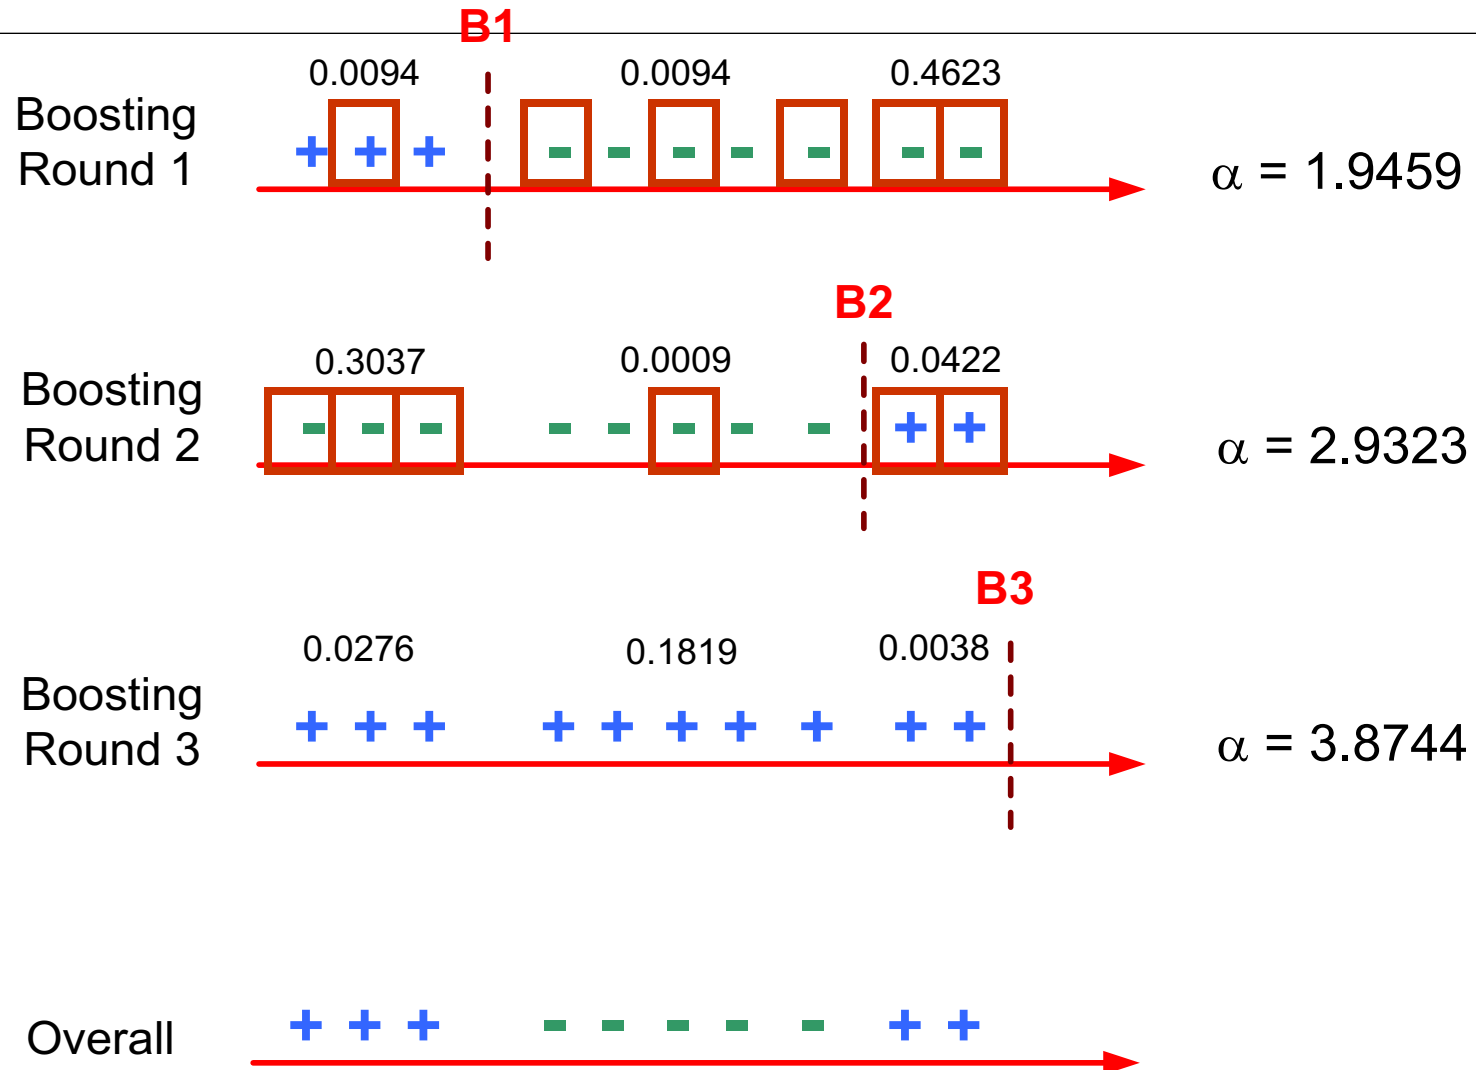 B1
0.0094 0.0094 0.4623
Boosting
Round 1
+ + + - - - - - - -
α = 1.9459
B2
0.3037 0.0009 0.0422
Boosting
Round 2
- - - - - - - - + +
α = 2.9323
B3
0.0276 0.1819 0.0038
Boosting
Round 3
+ + + + + + + + + +
α = 3.8744
Overall
+ + + - - - - - + +